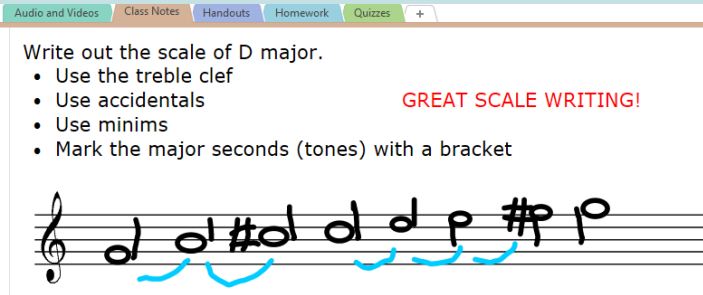 Audio and Videos Class Notes Handouts Homework Quizzes +
Write out the scale of D major.
• Use the treble clef
• Use accidentals
GREAT SCALE WRITING!
• Use minims
• Mark the major seconds (tones) with a bracket